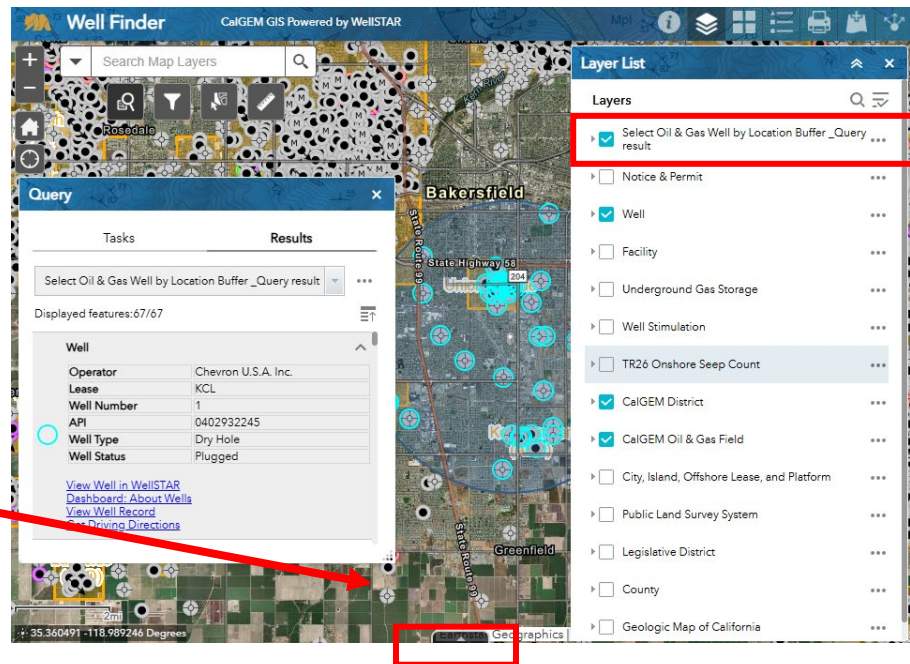 Well Finder
CalGEM GIS Powered by WellSTAR
Search Map Layers
Rosedale
Bakersfield
State Route 99
State Highway 58
204
Greenfield
State Route 99
Query
Tasks Results
Select Oil & Gas Well by Location Buffer _Query result
Displayed features:67/67
Well
Operator Chevron U.S.A. Inc.
Lease KCL
Well Number 1
API 0402932245
Well Type Dry Hole
Well Status Plugged
View Well in WellSTAR
Dashboard: About Wells
View Well Record
Get Driving Directions
2mi
35.360491 -118.989246 Degrees
Earthstar Geographics
Layer List
Layers
Select Oil & Gas Well by Location Buffer _Query
result
Notice & Permit
Well
Facility
Underground Gas Storage
Well Stimulation
TR26 Onshore Seep Count
CalGEM District
CalGEM Oil & Gas Field
City, Island, Offshore Lease, and Platform
Public Land Survey System
Legislative District
County
Geologic Map of California